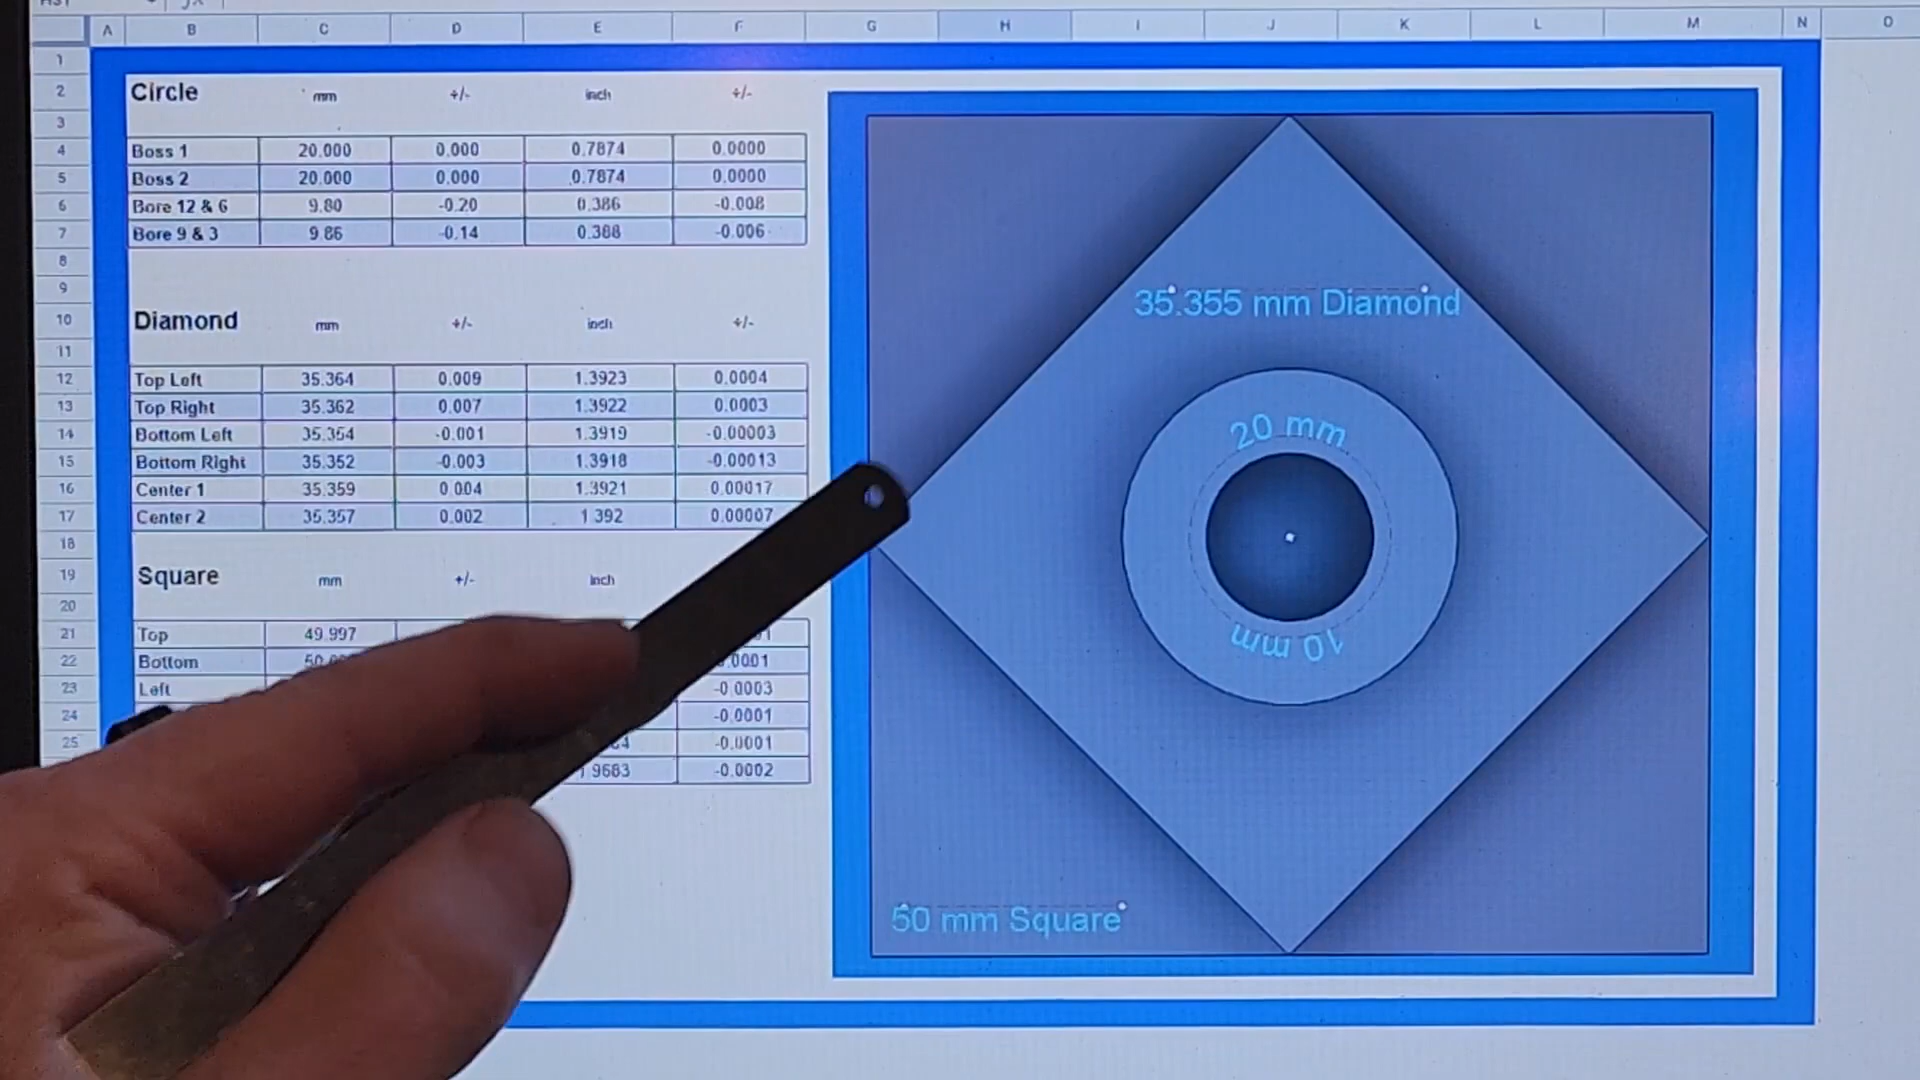 A B C D E F G H I J K L M N O
1
2 Circle mm +/- inch +/-
3
4 Boss 1 20.000 0.000 0.7874 0.0000
5 Boss 2 20.000 0.000 0.7874 0.0000
6 Bore 12 & 6 9.80 -0.20 0.386 -0.008
7 Bore 9 & 3 9.86 -0.14 0.388 -0.006
8
9
10 Diamond mm +/- inch +/-
11
12 Top Left 35.364 0.009 1.3923 0.0004
13 Top Right 35.362 0.007 1.3922 0.0003
14 Bottom Left 35.354 -0.001 1.3919 -0.00003
15 Bottom Right 35.352 -0.003 1.3918 -0.00013
16 Center 1 35.359 0.004 1.3921 0.00017
17 Center 2 35.357 0.002 1.392 0.00007
18
19 Square mm +/- inch
20
21 Top 49.997
22 Bottom
23 Left -0.0003
24 -0.0001
25 -0.0001
-0.0002
35.355 mm Diamond
20 mm
10 mm
50 mm Square